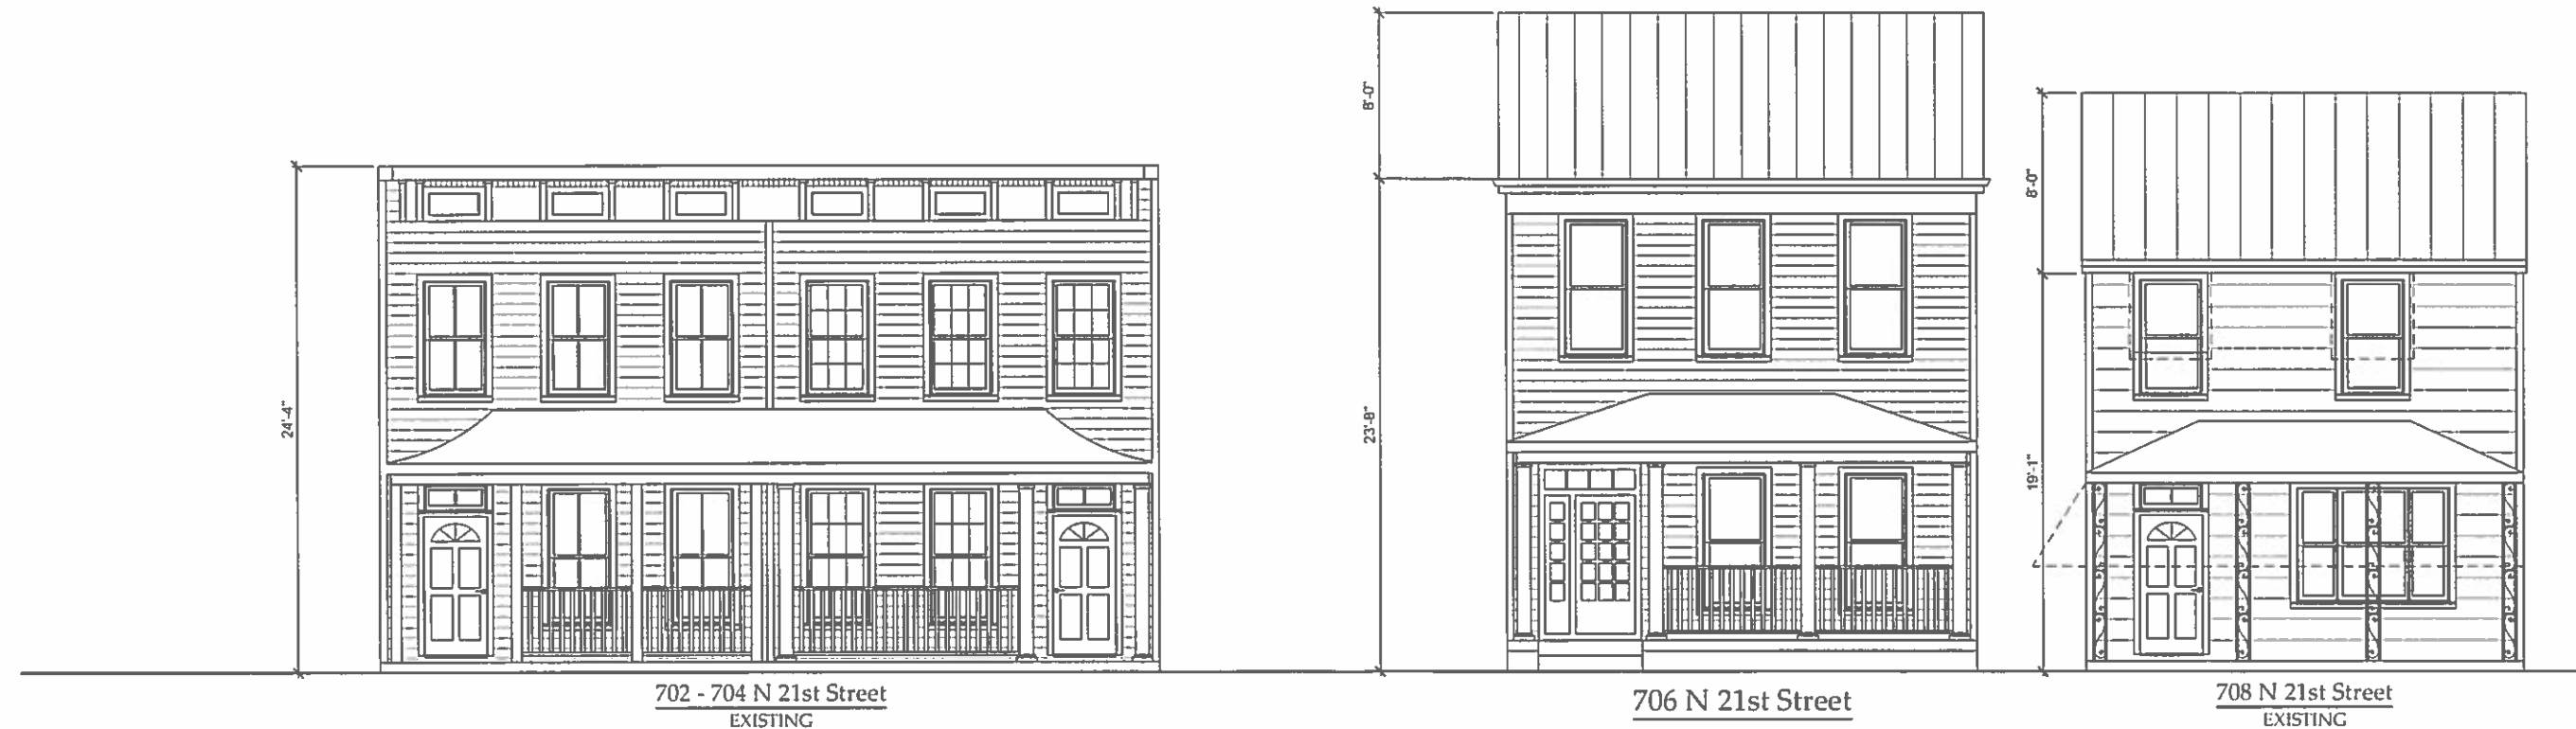 24'-4"
702 - 704 N 21st Street
EXISTING
8'-0"
23'-8"
706 N 21st Street
8'-0"
19'-1"
708 N 21st Street
EXISTING